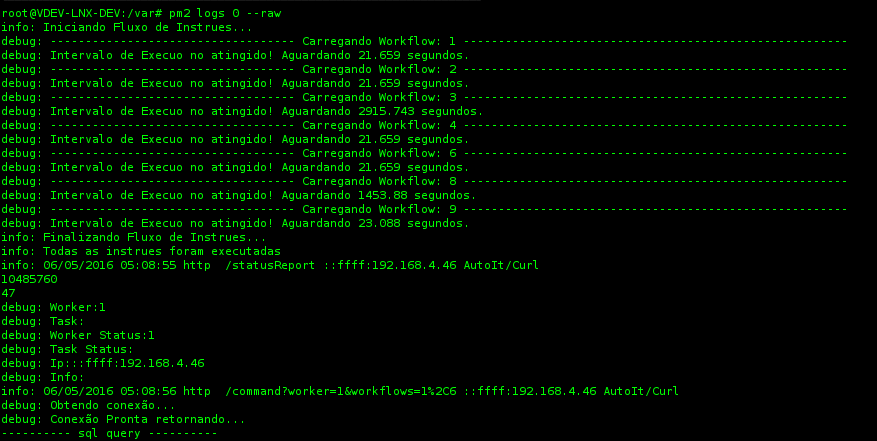 root@VDEV-LNX-DEV:/var# pm2 logs 0 --raw
info: Iniciando Fluxo de Instrues...
debug: ----------------------------------- Carregando Workflow: 1 -------------------------------------------------------
debug: Intervalo de Execuo no atingido! Aguardando 21.659 segundos.
debug: ----------------------------------- Carregando Workflow: 2 -------------------------------------------------------
debug: Intervalo de Execuo no atingido! Aguardando 21.659 segundos.
debug: ----------------------------------- Carregando Workflow: 3 -------------------------------------------------------
debug: Intervalo de Execuo no atingido! Aguardando 2915.743 segundos.
debug: ----------------------------------- Carregando Workflow: 4 -------------------------------------------------------
debug: Intervalo de Execuo no atingido! Aguardando 21.659 segundos.
debug: ----------------------------------- Carregando Workflow: 6 -------------------------------------------------------
debug: Intervalo de Execuo no atingido! Aguardando 21.659 segundos.
debug: ----------------------------------- Carregando Workflow: 8 -------------------------------------------------------
debug: Intervalo de Execuo no atingido! Aguardando 1453.88 segundos.
debug: ----------------------------------- Carregando Workflow: 9 -------------------------------------------------------
debug: Intervalo de Execuo no atingido! Aguardando 23.088 segundos.
info: Finalizando Fluxo de Instrues...
info: Todas as instrues foram executadas
info: 06/05/2016 05:08:55 http  /statusReport ::ffff:192.168.4.46 AutoIt/Curl
10485760
47
debug: Worker:1
debug: Task:
debug: Worker Status:1
debug: Task Status:
debug: Ip:::ffff:192.168.4.46
debug: Info:
info: 06/05/2016 05:08:56 http  /command?worker=1&workflows=1%2C6 ::ffff:192.168.4.46 AutoIt/Curl
debug: Obtendo conexão...
debug: Conexão Pronta retornando...
---------- sql query ----------